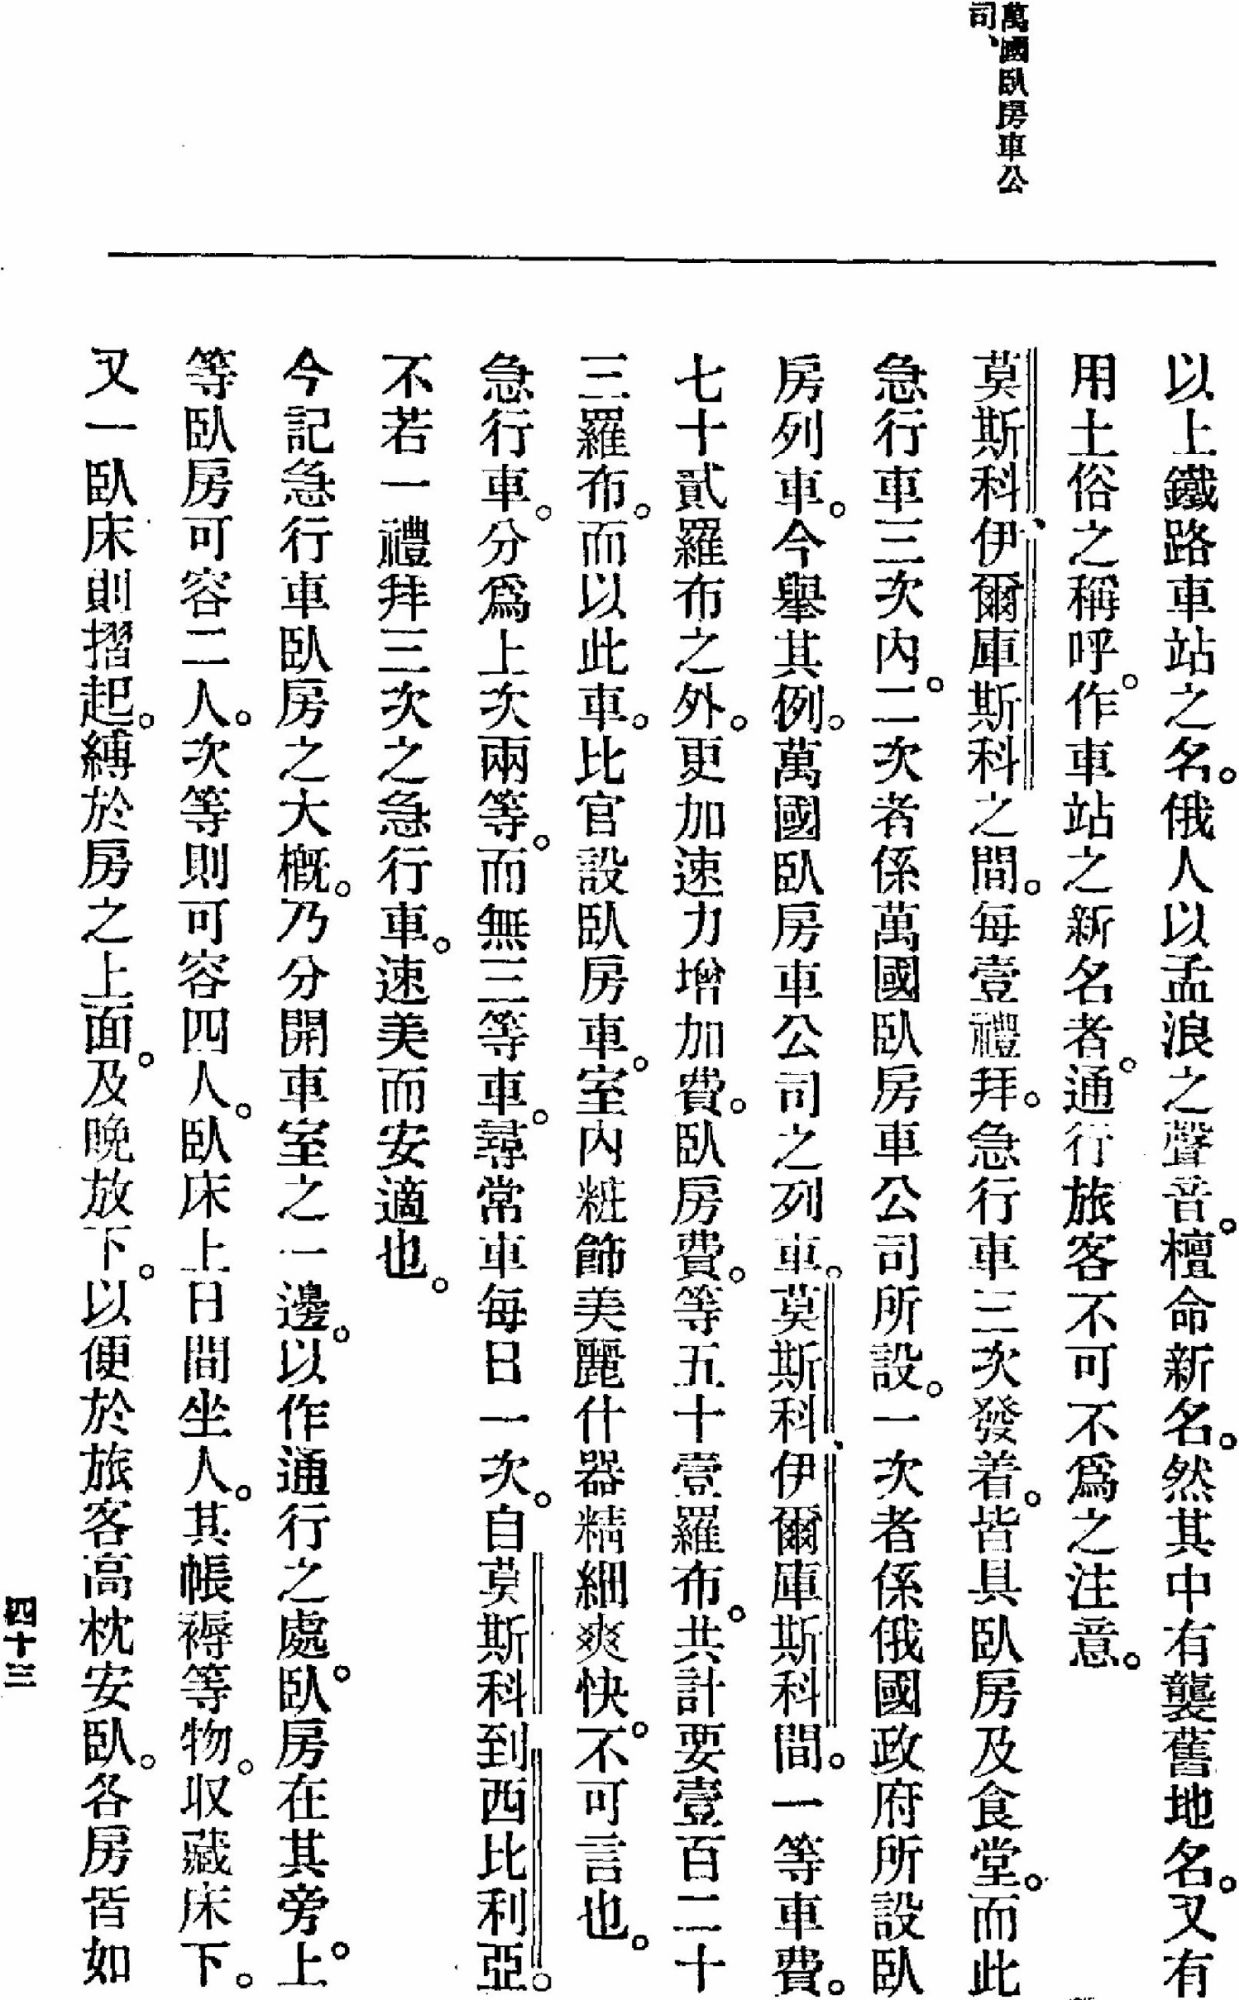 萬國臥房車公
司、
以上鐵路車站之名。俄人以孟浪之聲音。檀命新名。然其中有襲舊地名。又有
用土俗之稱呼。作車站之新名者。通行旅客不可不爲之注意。
莫斯科、伊爾庫斯科之間。每壹禮拜。急行車三次發着。皆具臥房及食堂。而此
急行車三次內。二次者係萬國臥房車公司所設。一次者係俄國政府所設臥
房列車。今舉其例。萬國臥房車公司之列車。莫斯科、伊爾庫斯科間。一等車費。
七十貳羅布之外。更加速力增加費。臥房費。等五十壹羅布。共計要壹百二十
三羅布。而以此車。比官設臥房車。室內粧飾美麗什器精細爽快。不可言也。
急行車。分爲上次兩等。而無三等車。尋常車每日一次。自莫斯科到西比利亞。
不若一禮拜三次之急行車。速美而安適也。
今記急行車臥房之大概。乃分開車室之一邊。以作通行之處。臥房在其旁。上
等臥房可容二人。次等則可容四人。臥床上日間坐人。其帳褥等物。收藏床下。
又一臥床則摺起。縛於房之上面。及晚放下。以便於旅客高枕安臥。各房皆如
四十三